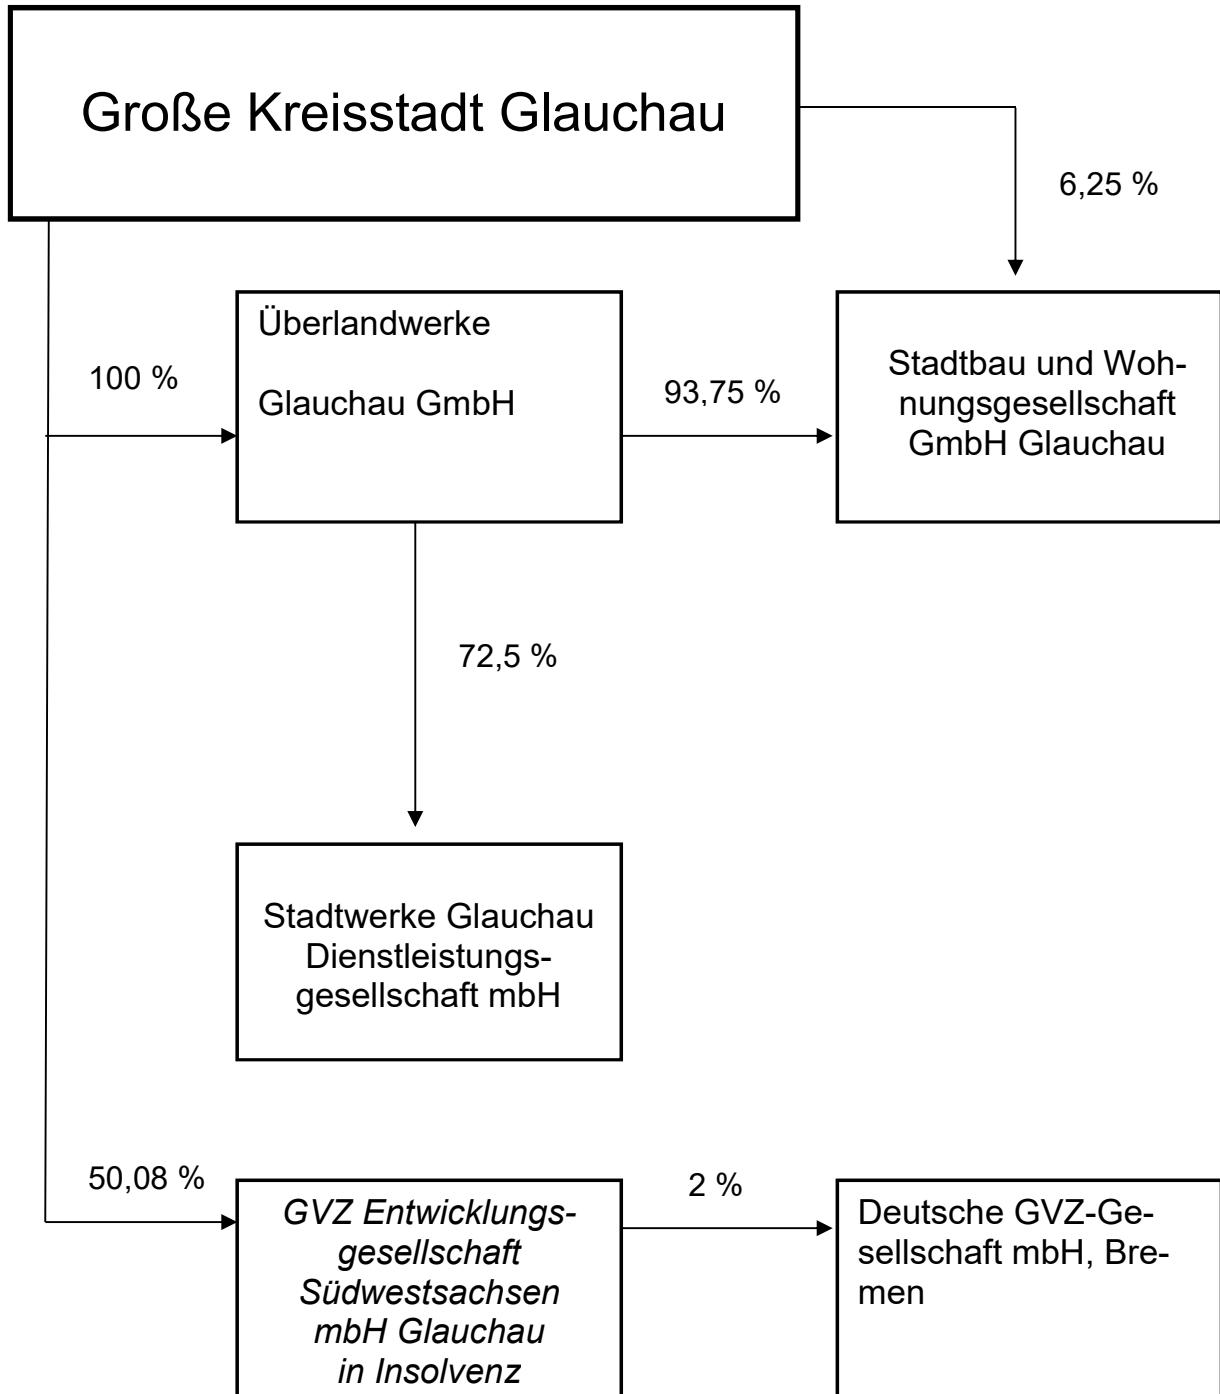 Große Kreisstadt Glauchau
6,25 %
Überlandwerke
Glauchau GmbH
100 %
93,75 %
Stadtbau und Woh-
nungsgesellschaft
GmbH Glauchau
72,5 %
Stadtwerke Glauchau
Dienstleistungs-
gesellschaft mbH
50,08 %
GVZ Entwicklungs-
gesellschaft
Südwestsachsen
mbH Glauchau
in Insolvenz
2 %
Deutsche GVZ-Ge-
sellschaft mbH, Bre-
men